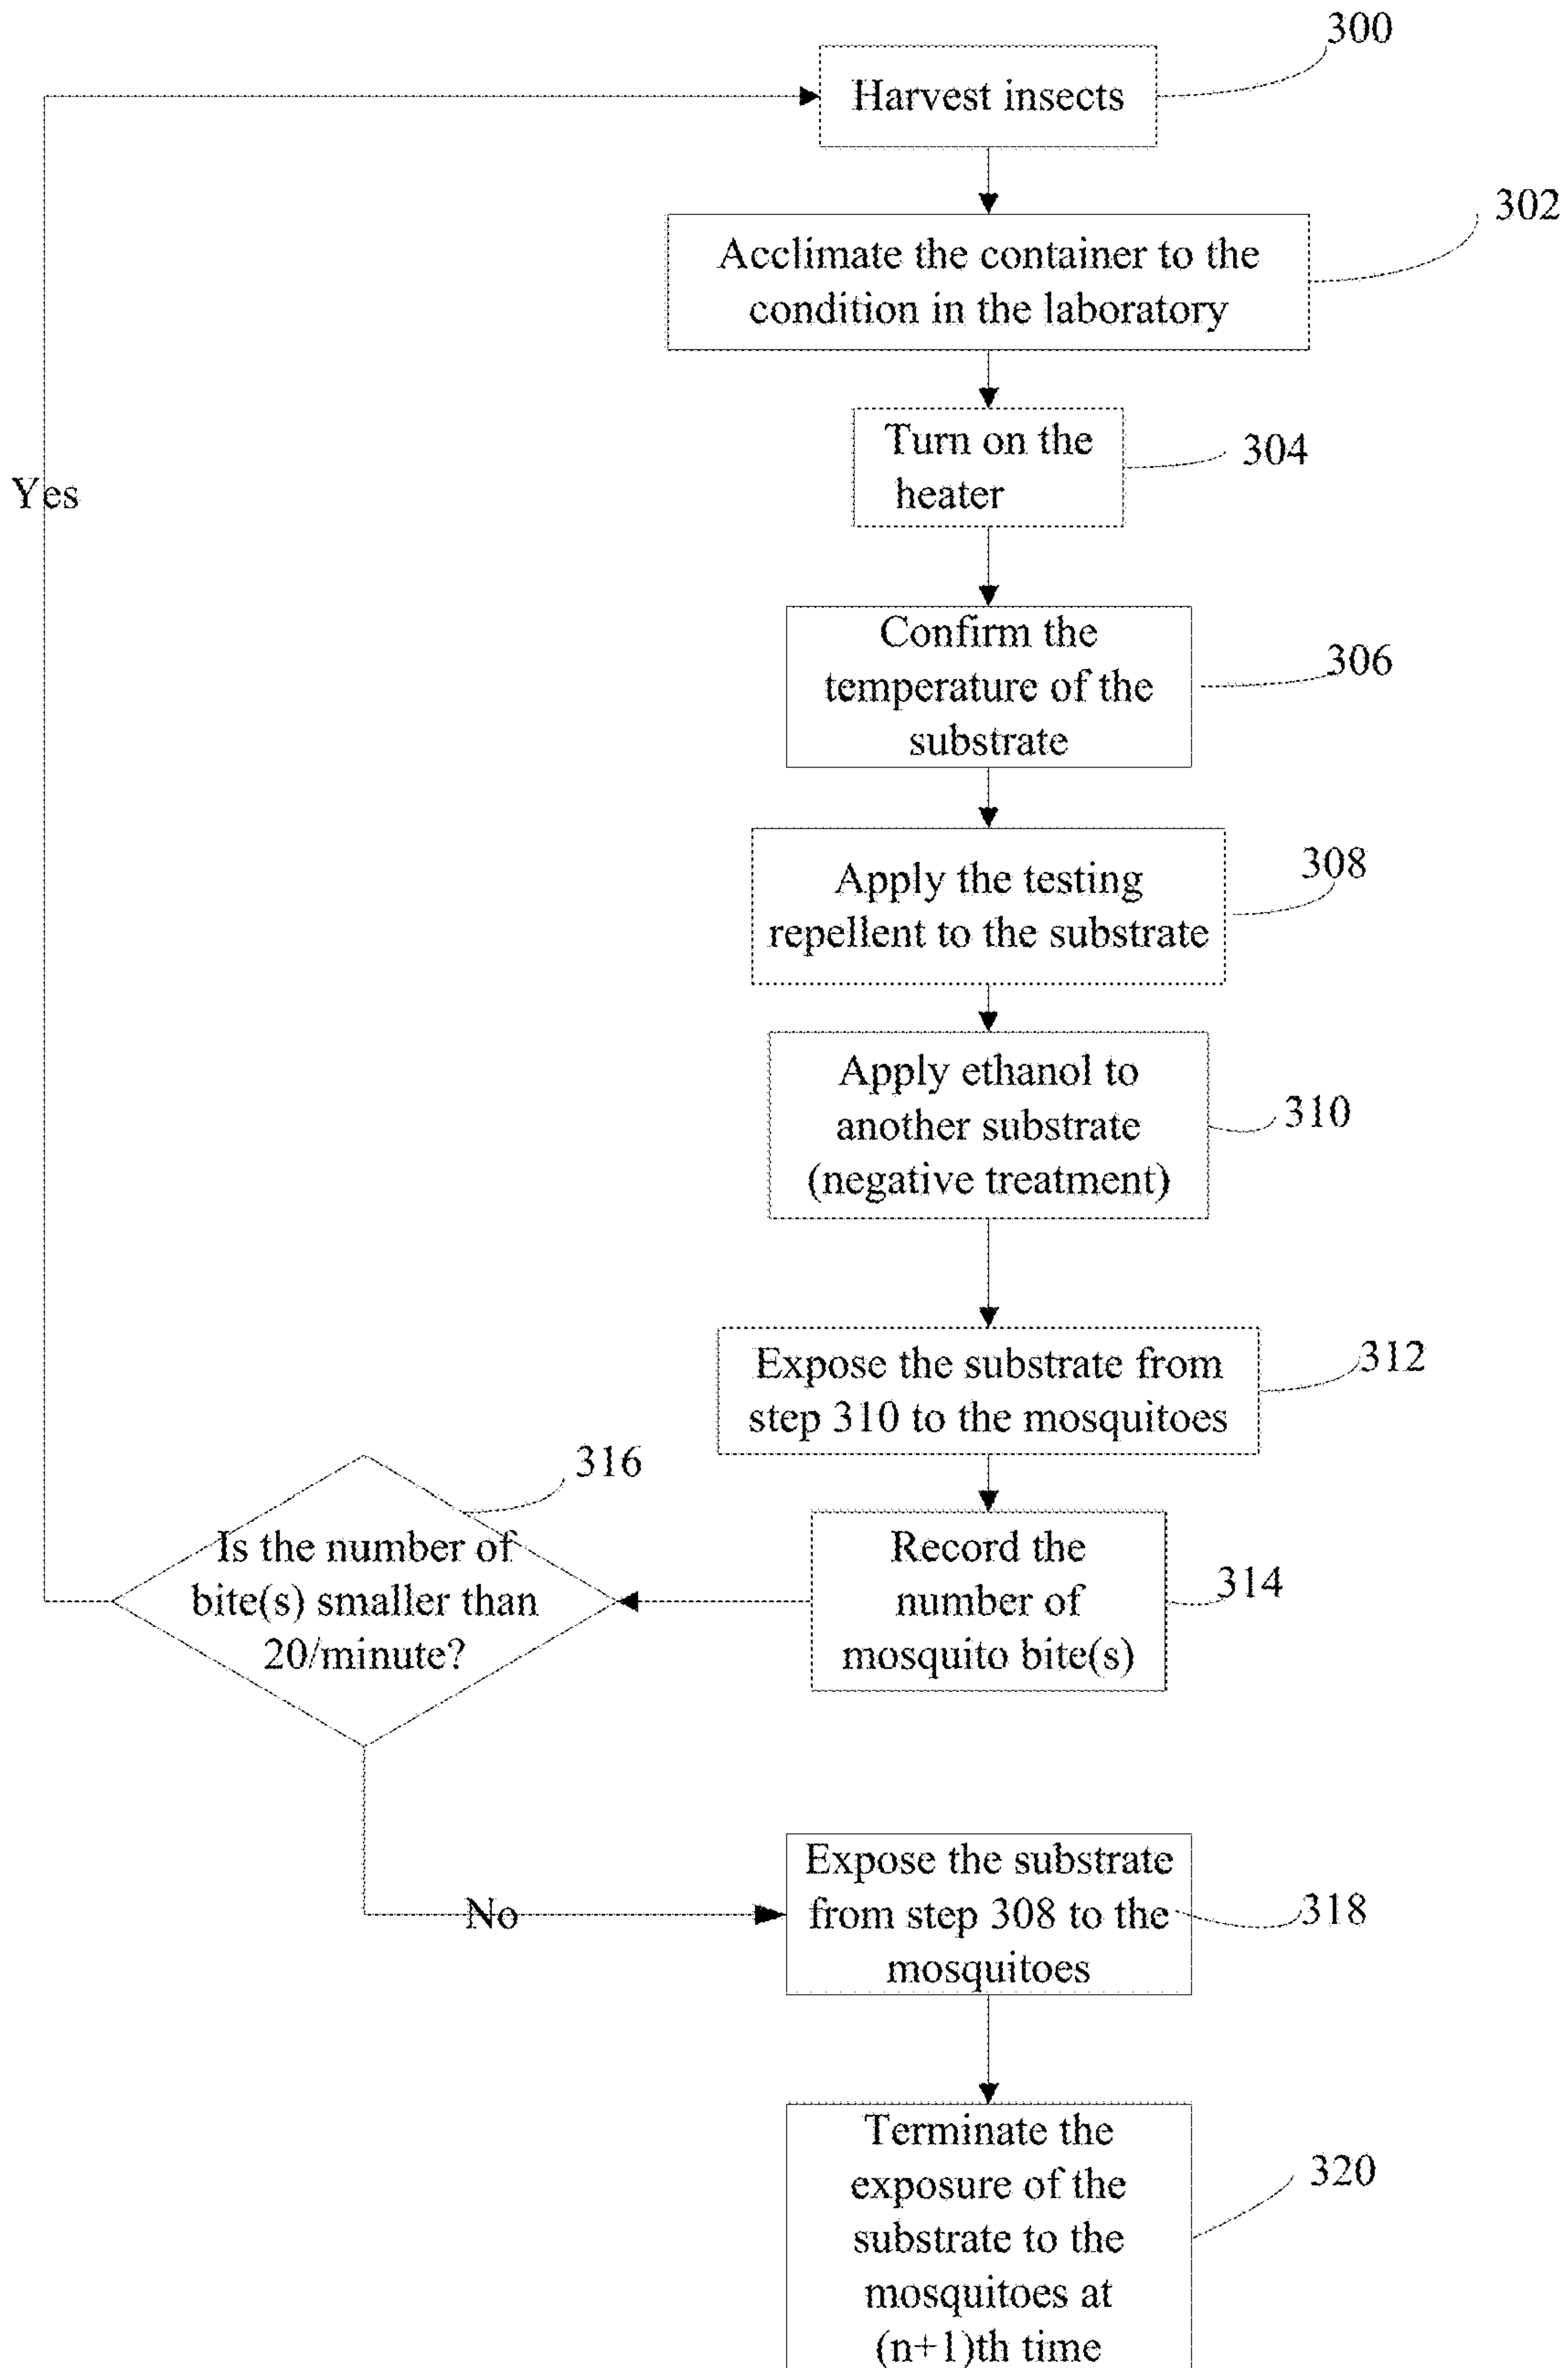 300
Harvest insects
302
Acclimate the container to the
condition in the laboratory
Turn on the
heater
304
Yes
Confirm the
temperature of the
substrate
306
Apply the testing
repellent to the substrate
308
Apply ethanol to
another substrate
(negative treatment)
310
Expose the substrate from
step 310 to the mosquitoes
312
316
Is the number of
bite(s) smaller than
20/minute?
Record the
number of
mosquito bite(s)
314
No
Expose the substrate
from step 308 to the
mosquitoes
318
Terminate the
exposure of the
substrate to the
mosquitoes at
(n+1)th time
320